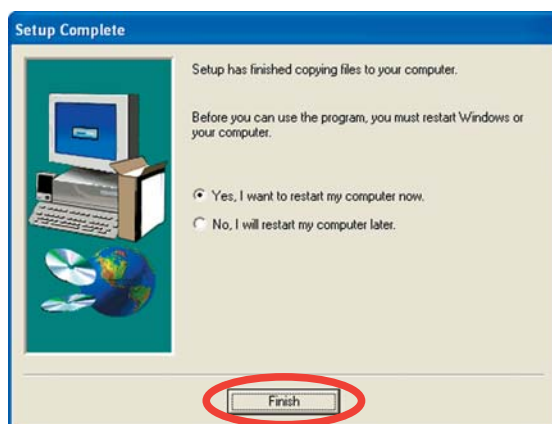 Setup Complete
Setup has finished copying files to your computer.
Before you can use the program, you must restart Windows or
your computer.
Yes, I want to restart my computer now.
No, I will restart my computer later.
Finish